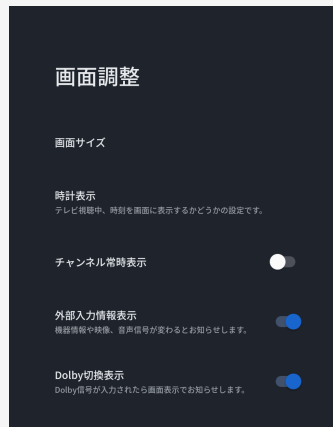 画面調整
画面サイズ
時計表示
テレビ視聴中、時刻を画面に表示するかどうかの設定です。
チャンネル常時表示
外部入力情報表示
機器情報や映像、音声信号が変わるとお知らせします。
Dolby切換表示
Dolby信号が入力されたら画面表示でお知らせします。